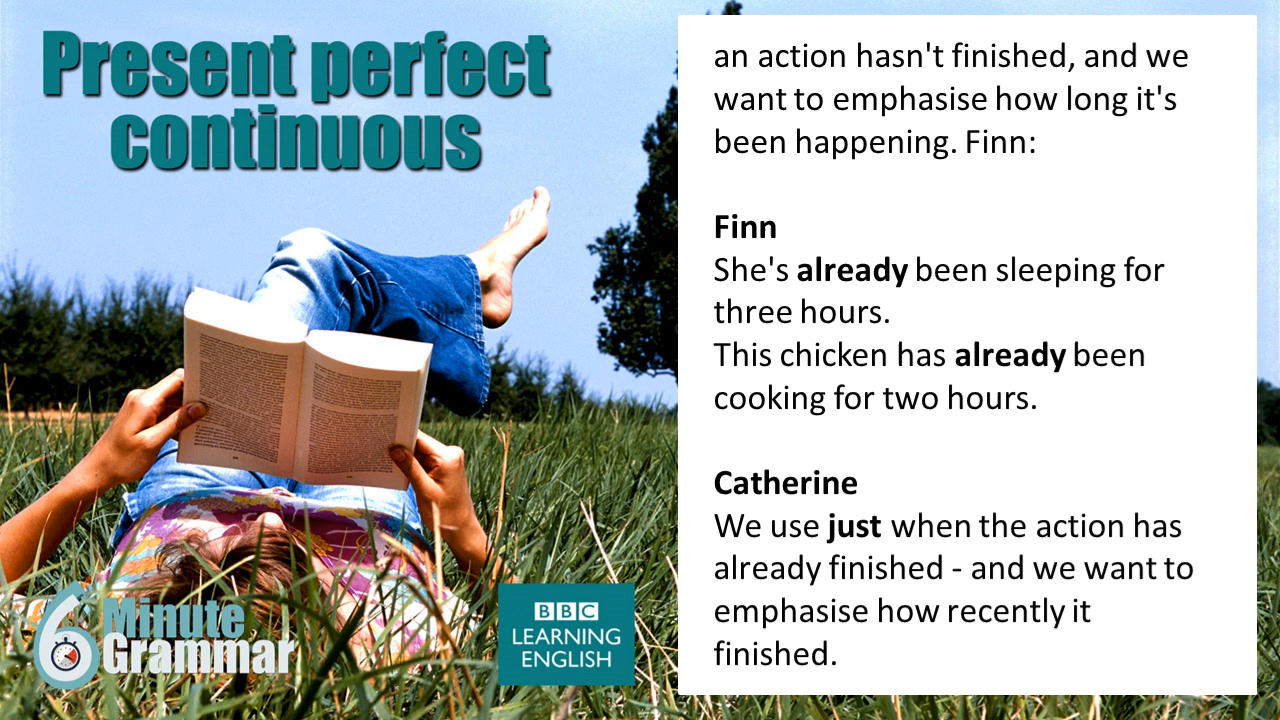 Present perfect
continuous
an action hasn't finished, and we
want to emphasise how long it's
been happening. Finn:
Finn
She's already been sleeping for
three hours.
This chicken has already been
cooking for two hours.
Catherine
We use just when the action has
already finished - and we want to
emphasise how recently it
finished.
6 Minute
Grammar
BBC
LEARNING
ENGLISH